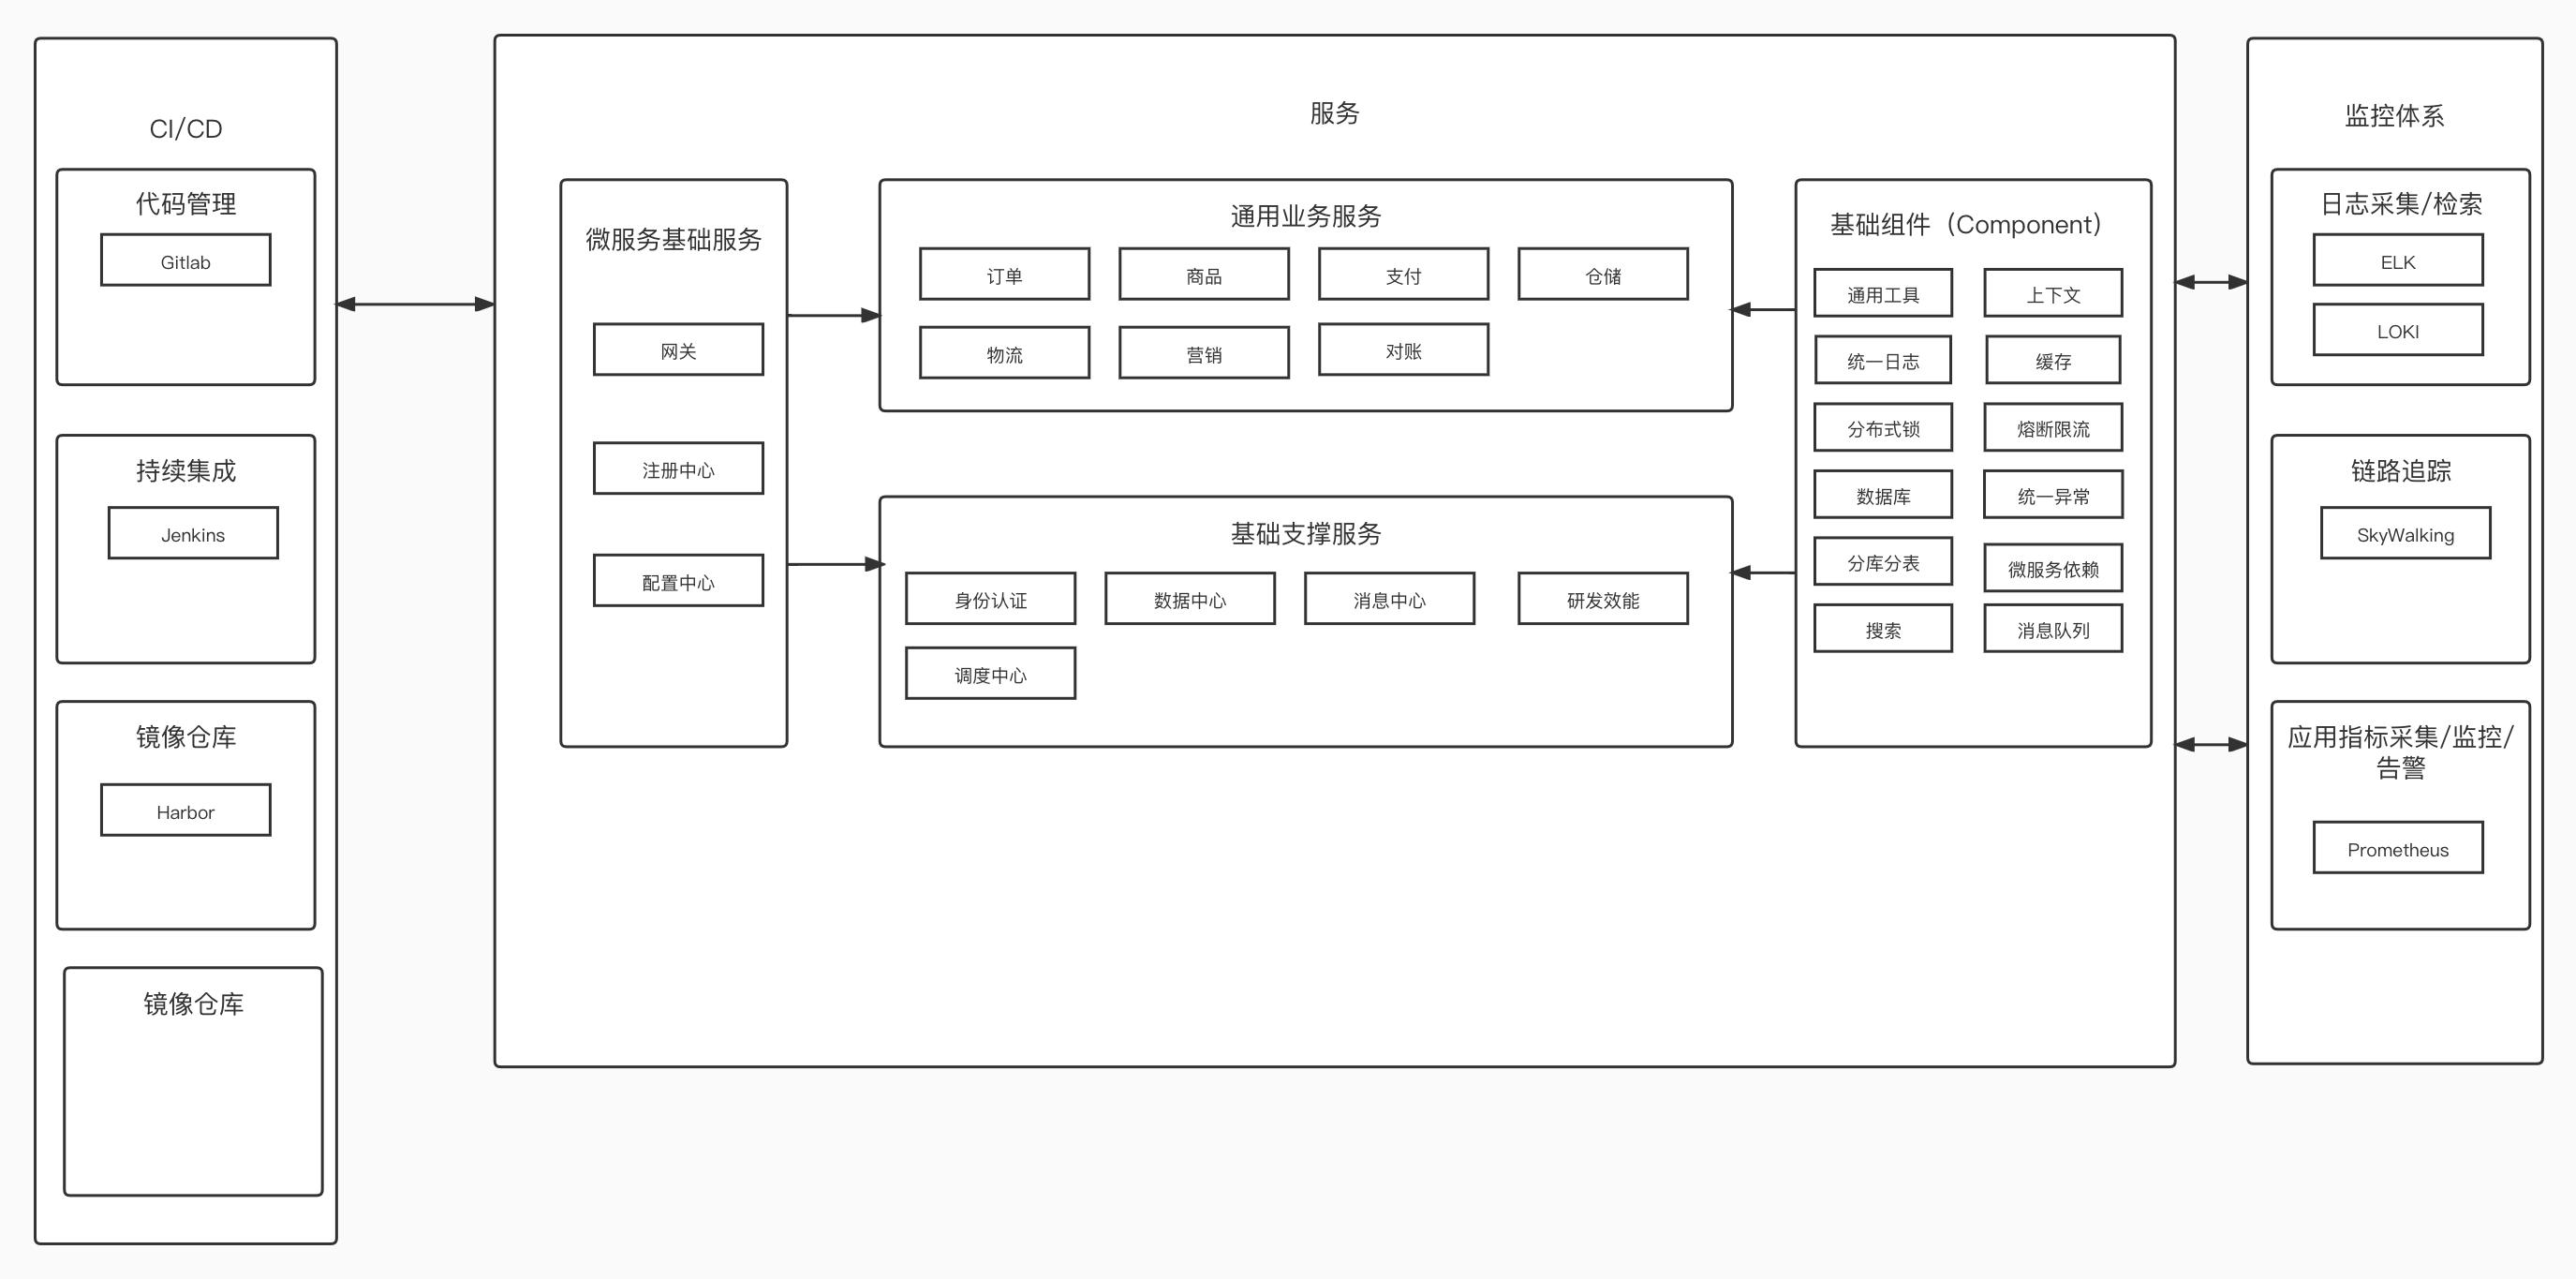 CI/CD
代码管理
Gitlab
持续集成
Jenkins
镜像仓库
Harbor
镜像仓库
服务
微服务基础服务
网关
注册中心
配置中心
通用业务服务
订单
商品
支付
仓储
物流
营销
对账
基础支撑服务
身份认证
数据中心
消息中心
研发效能
调度中心
基础组件（Component）
通用工具
上下文
统一日志
缓存
分布式锁
熔断限流
数据库
统一异常
分库分表
微服务依赖
搜索
消息队列
监控体系
日志采集/检索
ELK
LOKI
链路追踪
SkyWalking
应用指标采集/监控/
告警
Prometheus